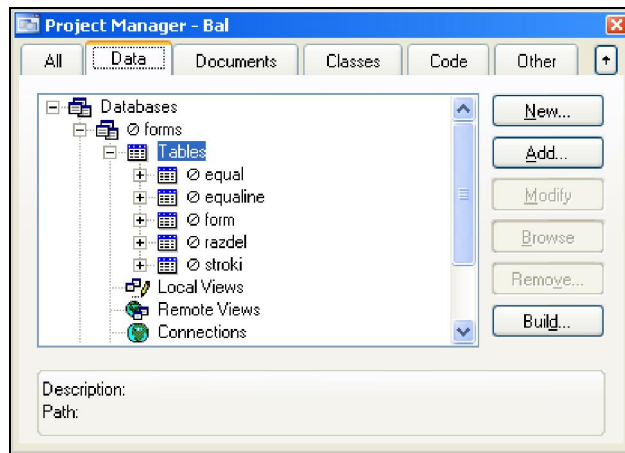 Project Manager - Bal
All Data Documents Classes Code Other
Databases
forms
Tables
equal
equaline
form
razdel
stroki
Local Views
Remote Views
Connections
New...
Add...
Modify
Browse
Remove...
Build...
Description:
Path: